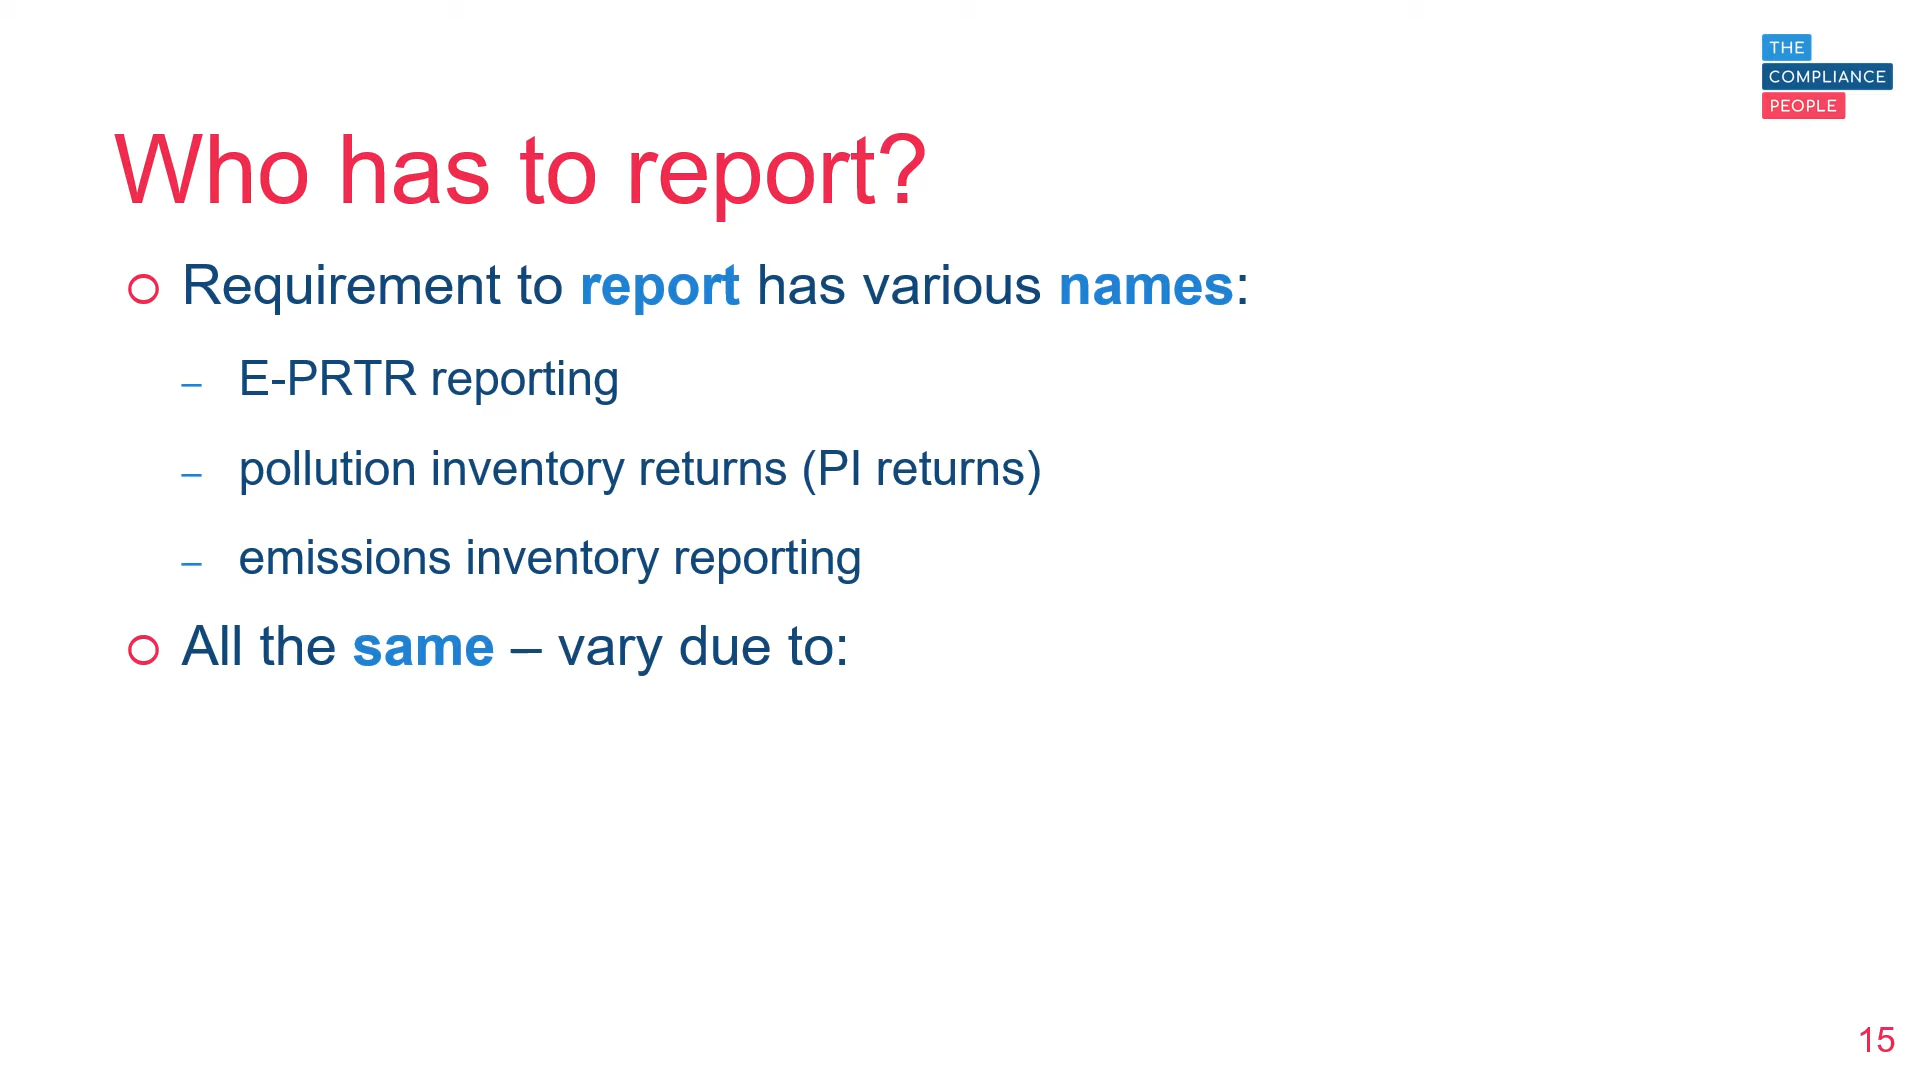 THE
COMPLIANCE
PEOPLE
Who has to report?
Requirement to report has various names:
– E-PRTR reporting
– pollution inventory returns (PI returns)
– emissions inventory reporting
All the same – vary due to:
15